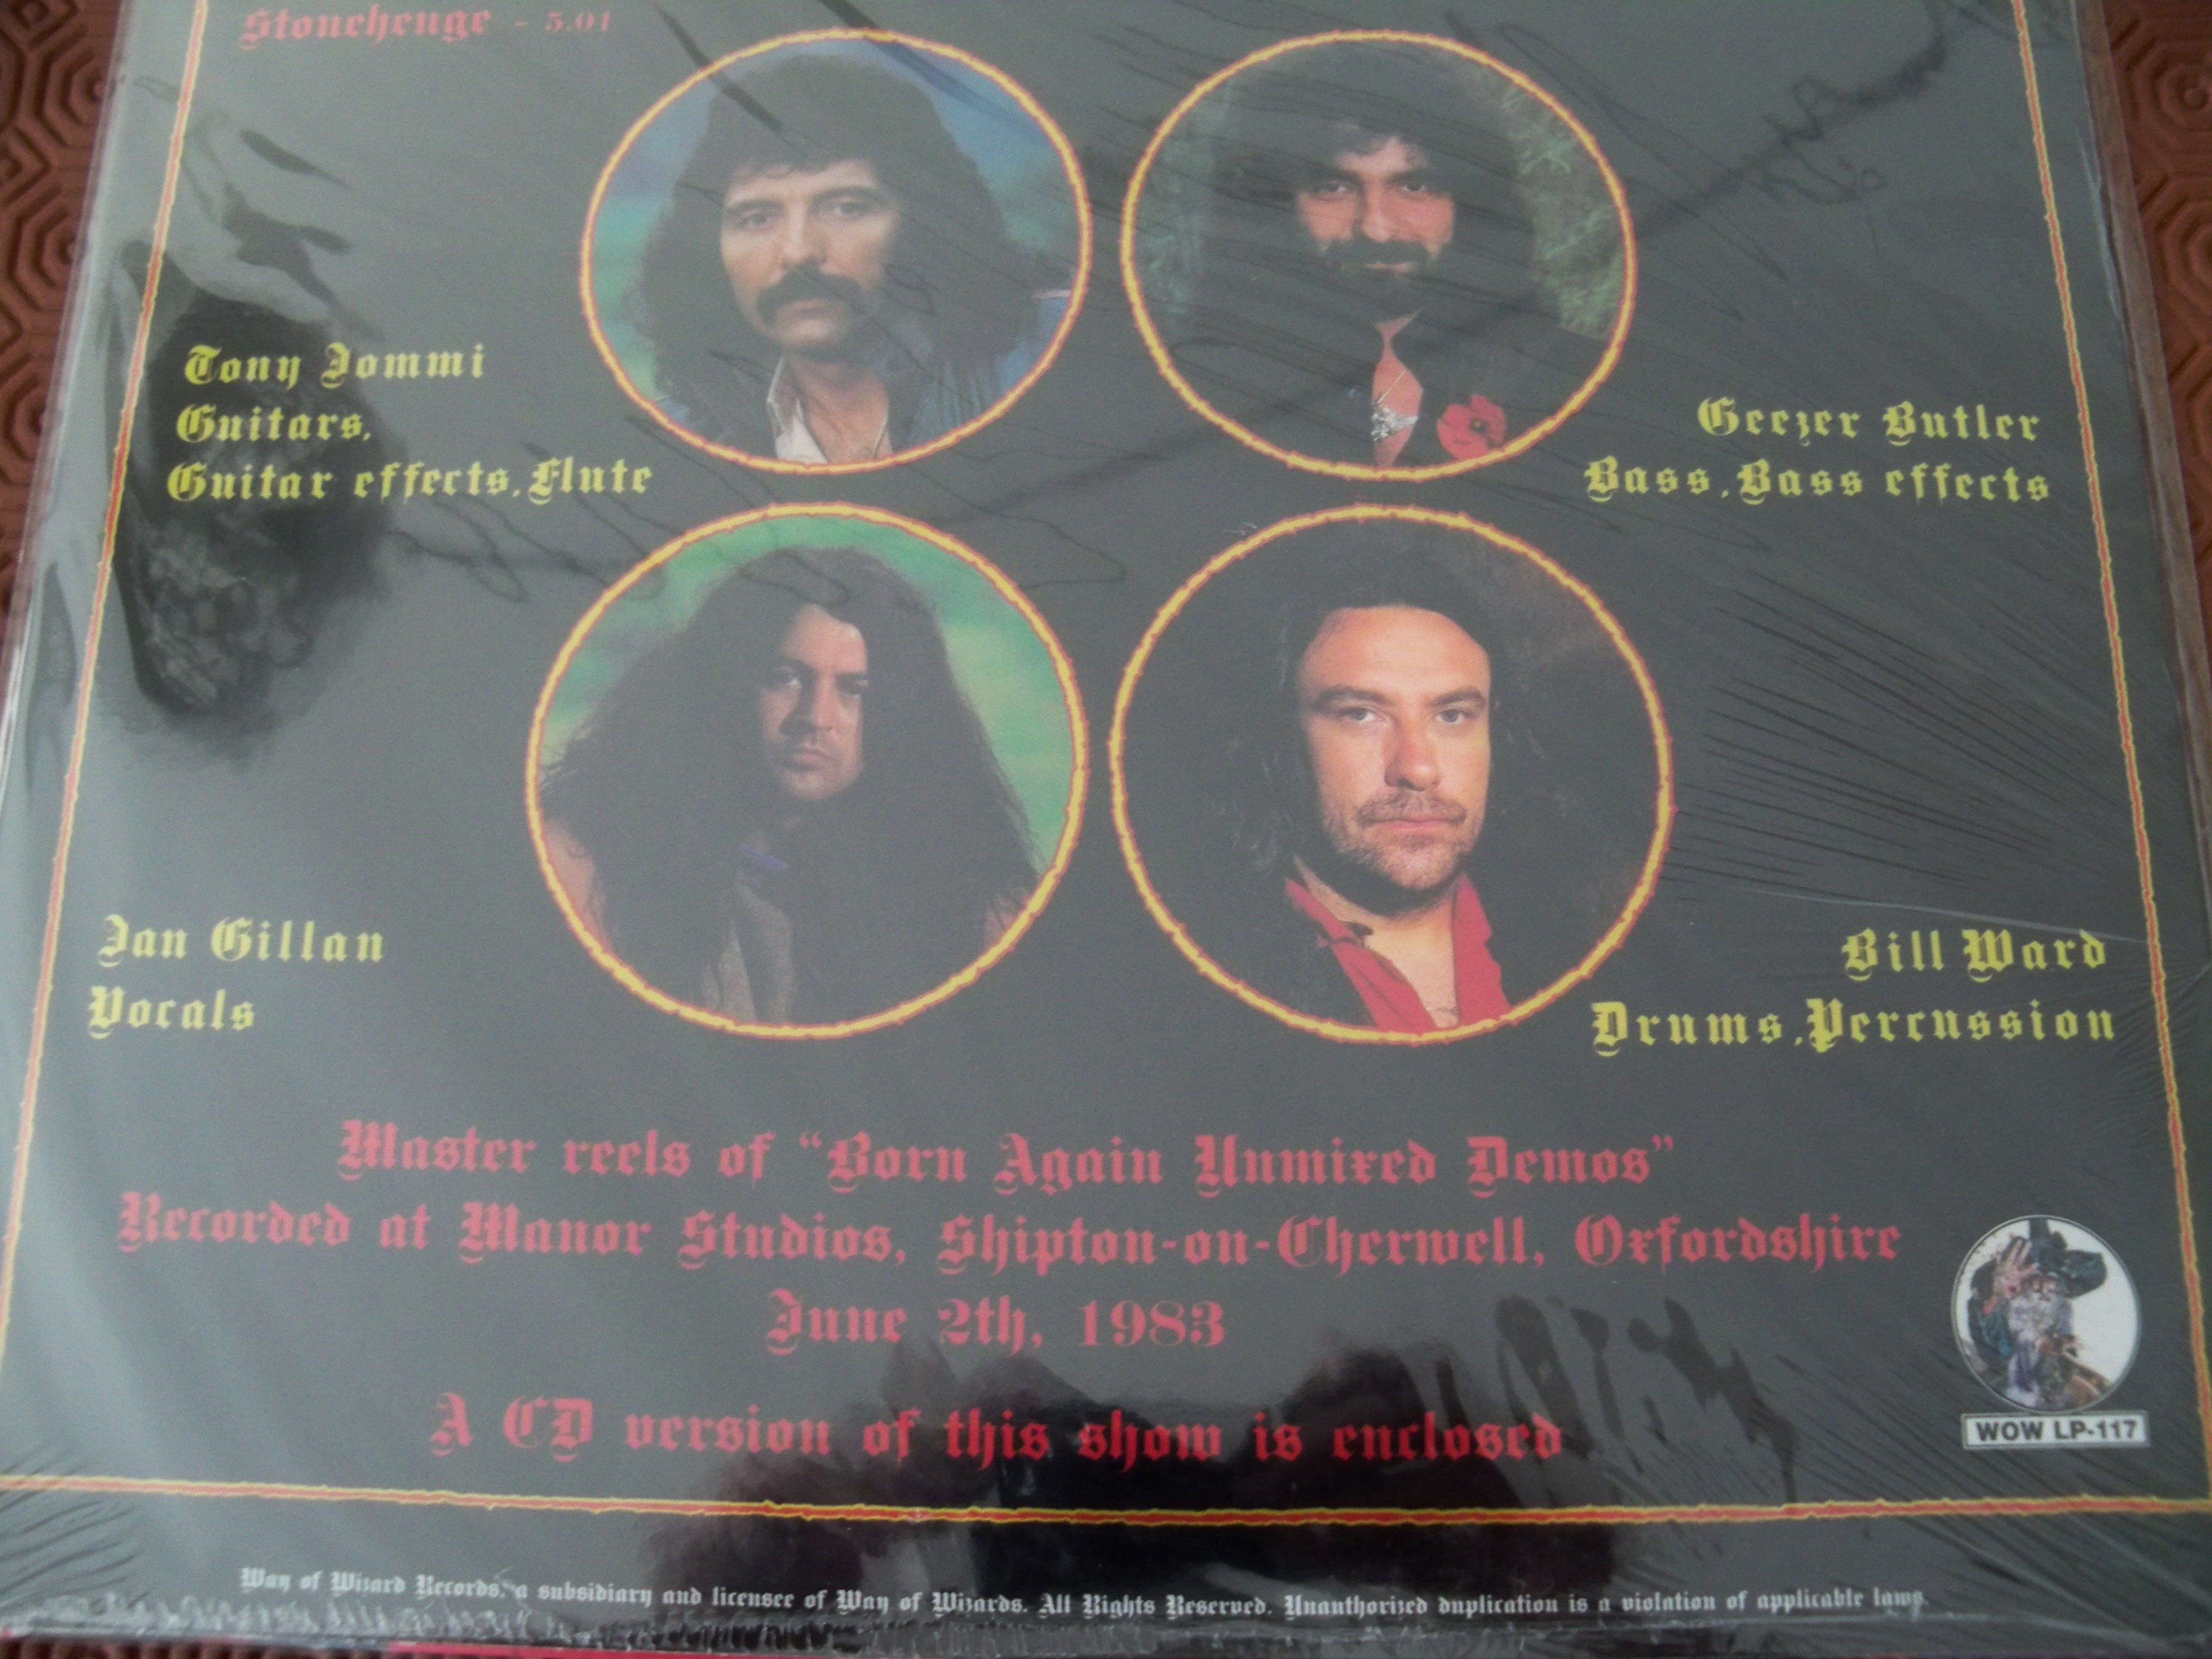 Stonehenge - 5.01
Tony Iommi
Guitars,
Guitar effects, Flute
Geezer Butler
Bass, Bass effects
Ian Gillan
Vocals
Bill Ward
Drums, Percussion
Master reels of “Born Again Unmixed Demos”
Recorded at Manor Studios, Shipton-on-Cherwell, Oxfordshire
June 2th, 1983
A CD version of this show is enclosed
WOW LP-117
Way of Wizard Records, a subsidiary and licensee of Way of Wizards. All Rights Reserved. Unauthorized duplication is a violation of applicable laws.